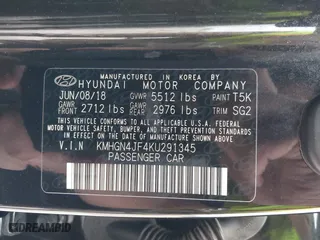 MANUFACTURED IN KOREA BY
HYUNDAI MOTOR COMPANY
JUN/08/18 GVWR 5512 lbs PAINT T5K
GAWR FRONT 2712 lbs GAWR REAR 2976 lbs TRIM SG2
THIS VEHICLE CONFORMS TO ALL APPLICABLE
FEDERAL MOTOR VEHICLE SAFETY, BUMPER, AND
THEFT PREVENTION STANDARDS IN EFFECT ON THE
DATE OF MANUFACTURE SHOWN ABOVE.
V.I.N KMHGN4JF4KU291345
PASSENGER CAR
© DREAMBID